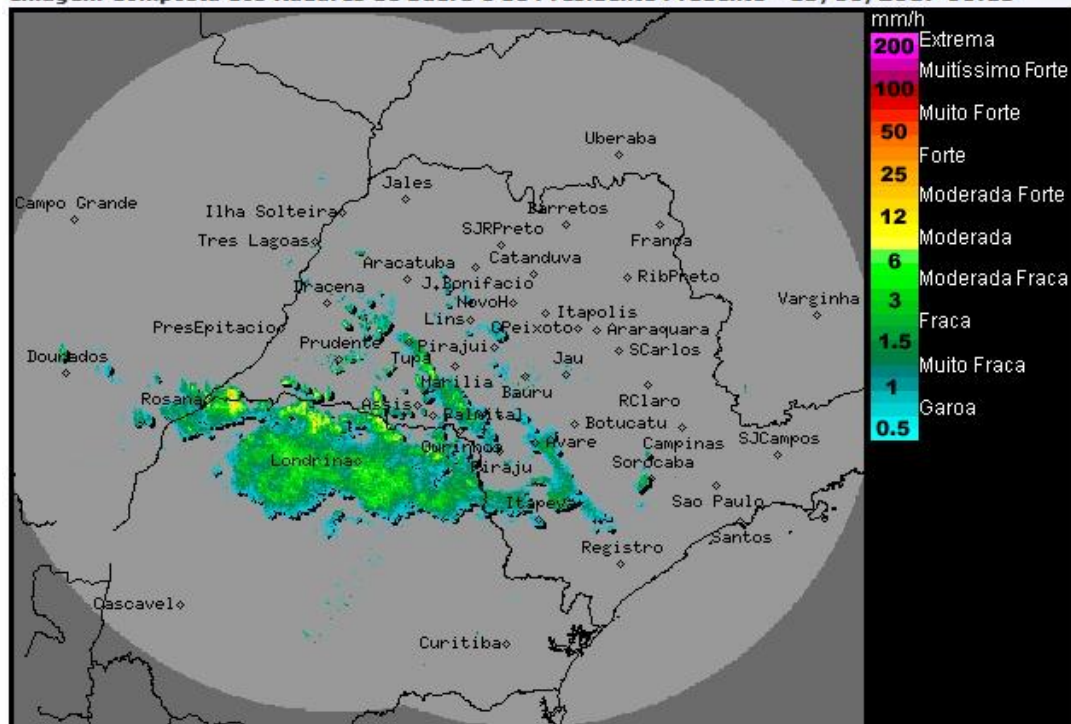 mm/h
200 Extrema
Muitíssimo Forte
100
Muito Forte
50
Forte
25
Moderada Forte
12
Moderada
6
Moderada Fraca
3
Fraca
1.5
Muito Fraca
1
Garoa
0.5
Uberaba
Jales
Campo Grande
Ilha Solteira
Barretos
SJRPreto
Franca
Tres Lagoas
Aracatuba
Catanduva
J.Bonifacio
RibPreto
Dracena
NovoH
Itapolis
Varginha
Lins
PresEpitacio
CPeixoto
Araraquara
Prudente
Pirajui
SCarlos
Dourados
Tupa
Jau
Marilia
Bauru
Rosana
Assis
RClaro
Palmital
Botucatu
Ourinhos
Avare
Campinas
SJCampos
Londrina
Piraju
Sorocaba
Itapeva
Sao Paulo
Santos
Registro
Cascavel
Curitiba